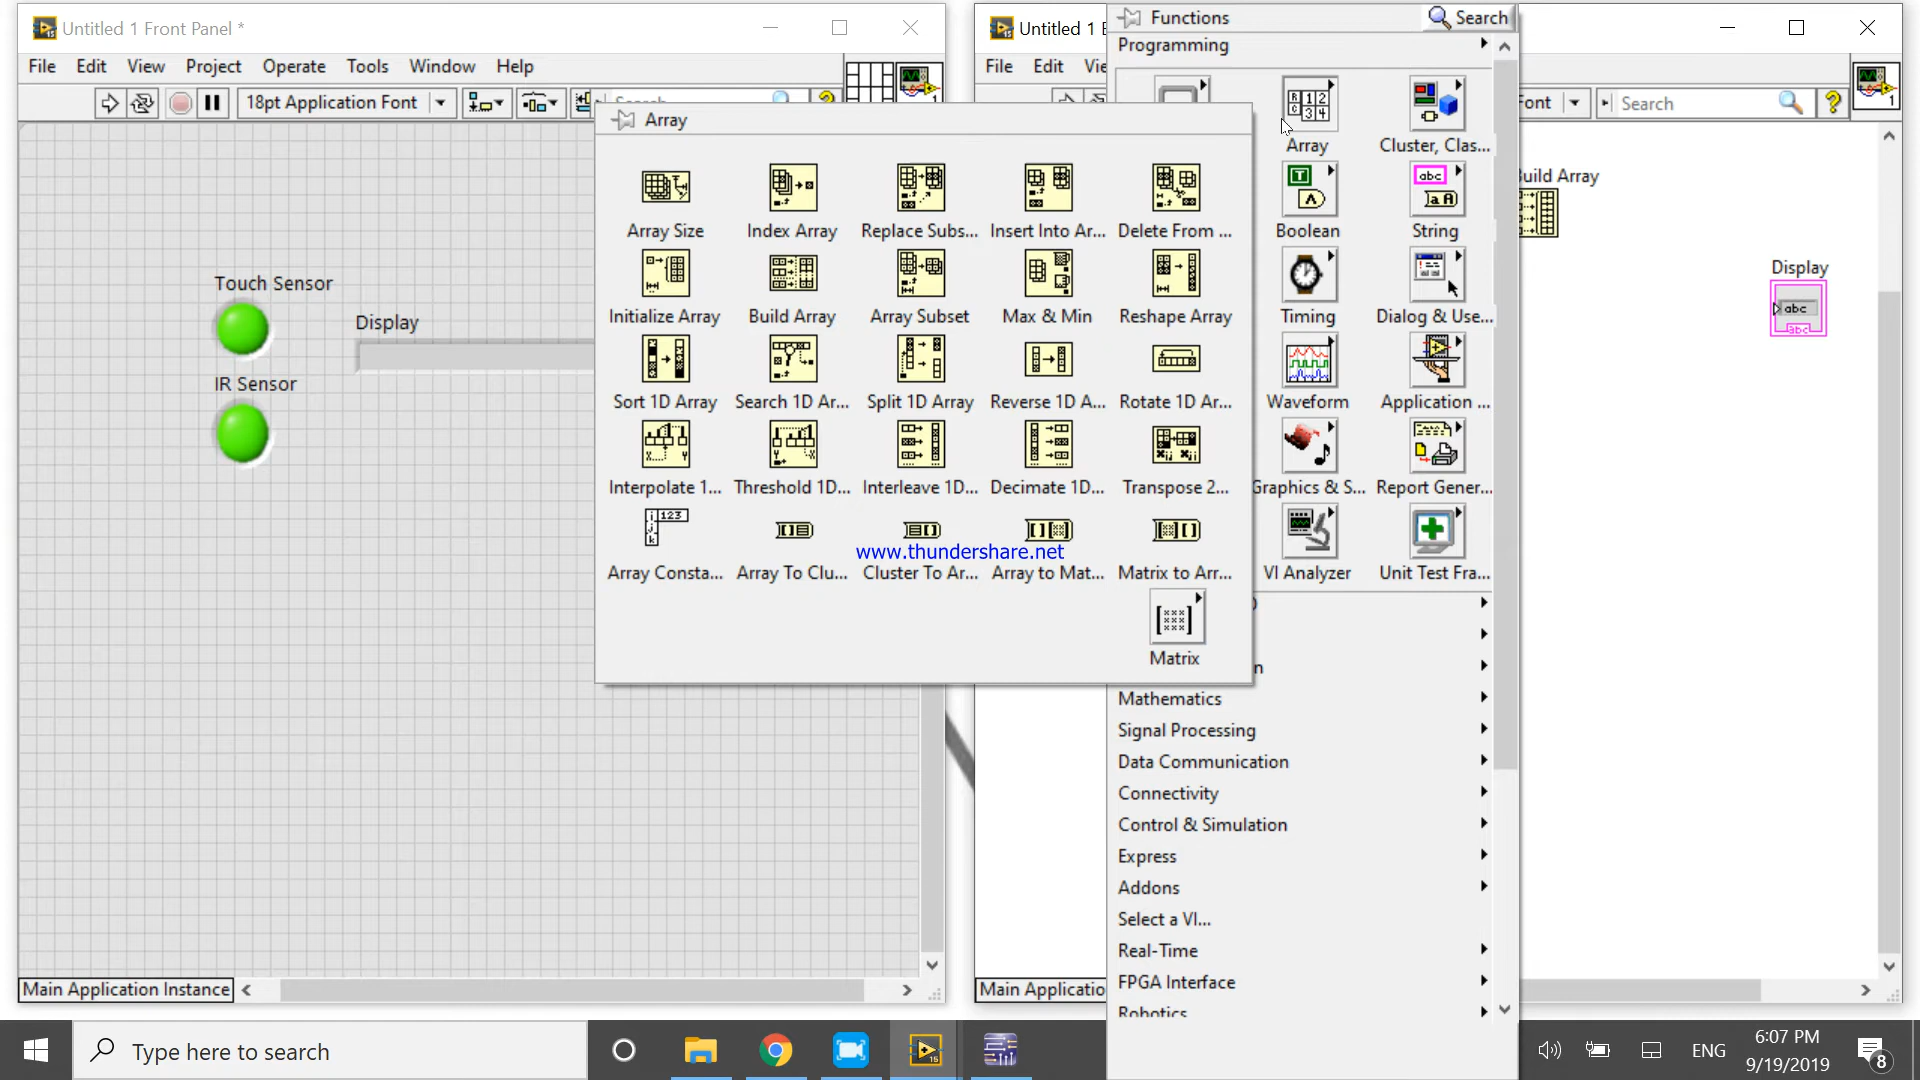 Untitled 1 Front Panel *
File Edit View Project Operate Tools Window Help
18pt Application Font
Touch Sensor
Display
IR Sensor
Main Application Instance
Untitled 1
File Edit
Font
Search
1
1
Build Array
Display
abc
abc
Main Applicatio
Functions
Search
Programming
Array
Cluster, Clas...
Boolean
String
Timing
Dialog & Use...
Waveform
Application ...
Graphics & S...
Report Gener...
VI Analyzer
Unit Test Fra...
Mathematics
Signal Processing
Data Communication
Connectivity
Control & Simulation
Express
Addons
Select a VI...
Real-Time
FPGA Interface
Robotics
Array
Array Size
Index Array
Replace Subs...
Insert Into Ar...
Delete From ...
Initialize Array
Build Array
Array Subset
Max & Min
Reshape Array
Sort 1D Array
Search 1D Ar...
Split 1D Array
Reverse 1D A...
Rotate 1D Ar...
Interpolate 1...
Threshold 1D...
Interleave 1D...
Decimate 1D...
Transpose 2...
Array Consta...
Array To Clu...
Cluster To Ar...
Array to Mat...
Matrix to Arr...
Matrix
www.thundershare.net
Type here to search
ENG
6:07 PM
9/19/2019
8